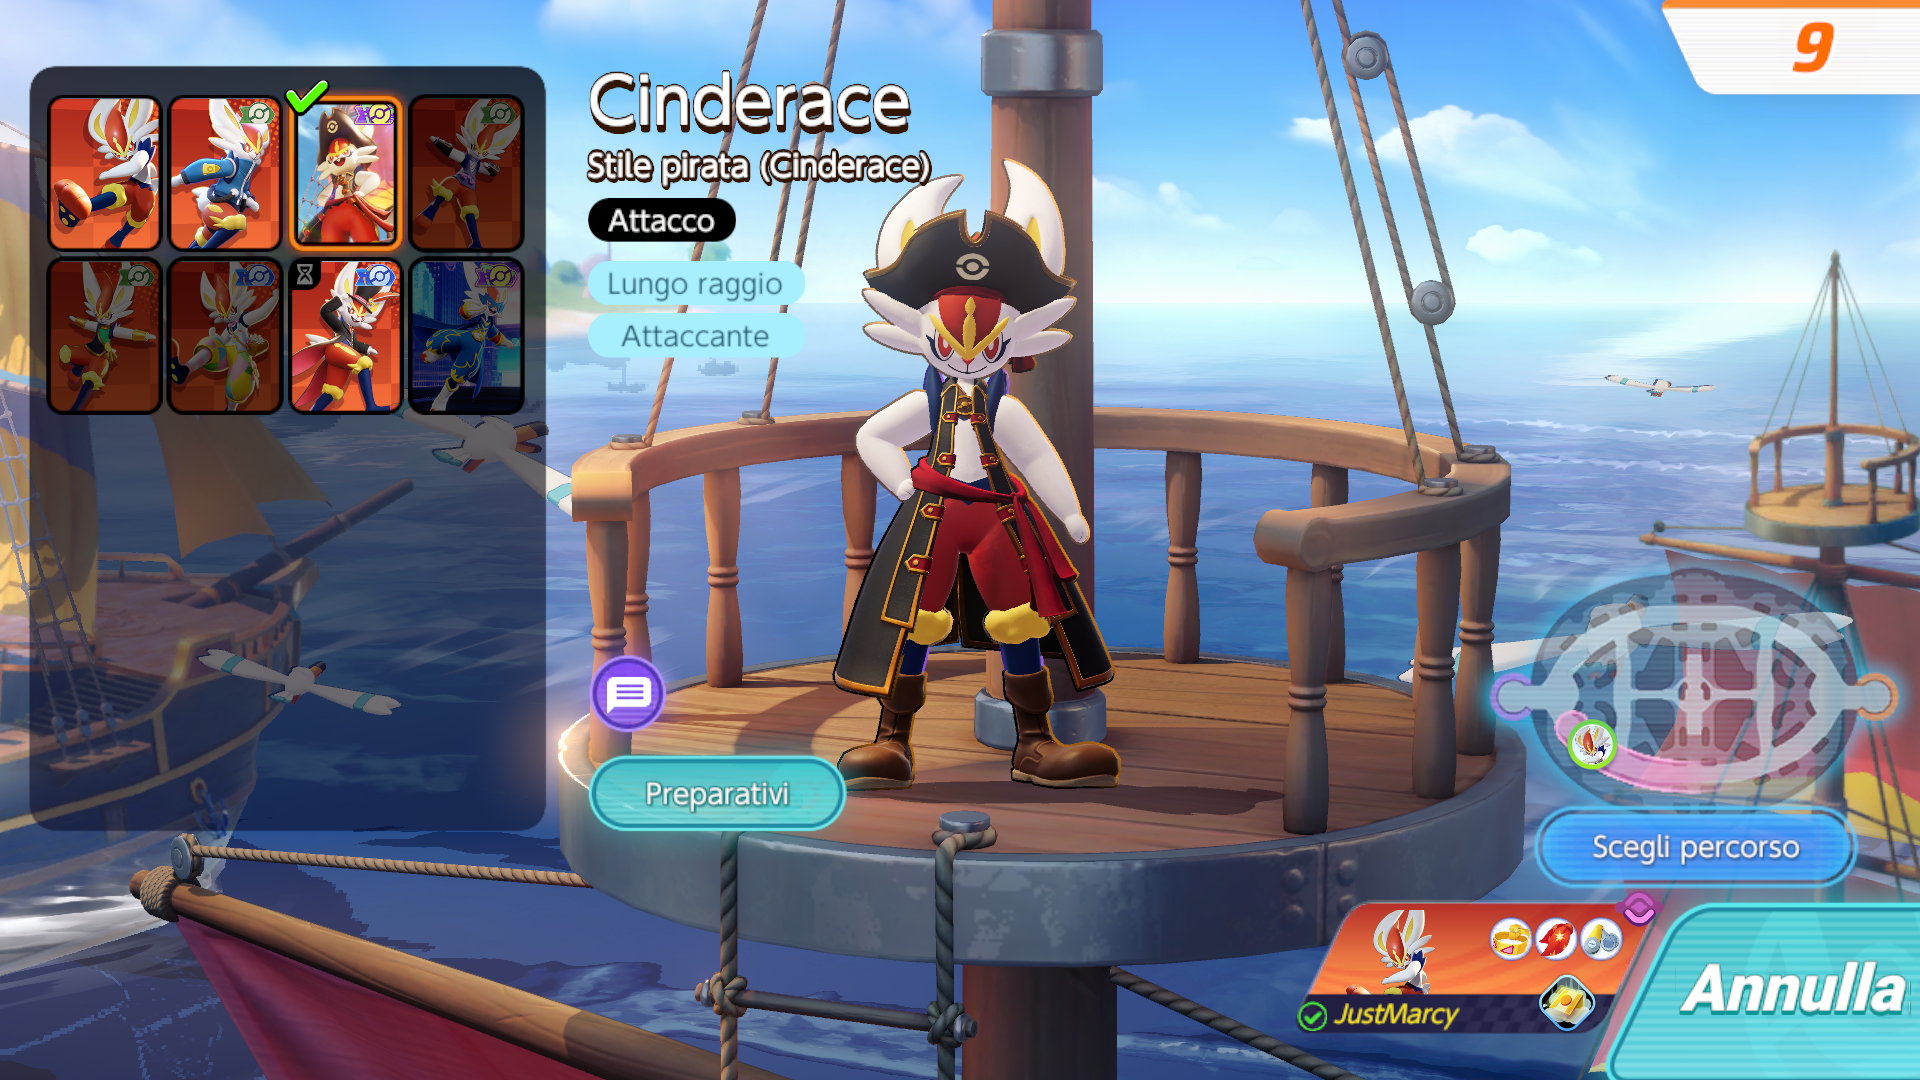 9
Cinderace
Stile pirata (Cinderace)
Attacco
Lungo raggio
Attaccante
Preparativi
Scegli percorso
JustMarcy
Annulla